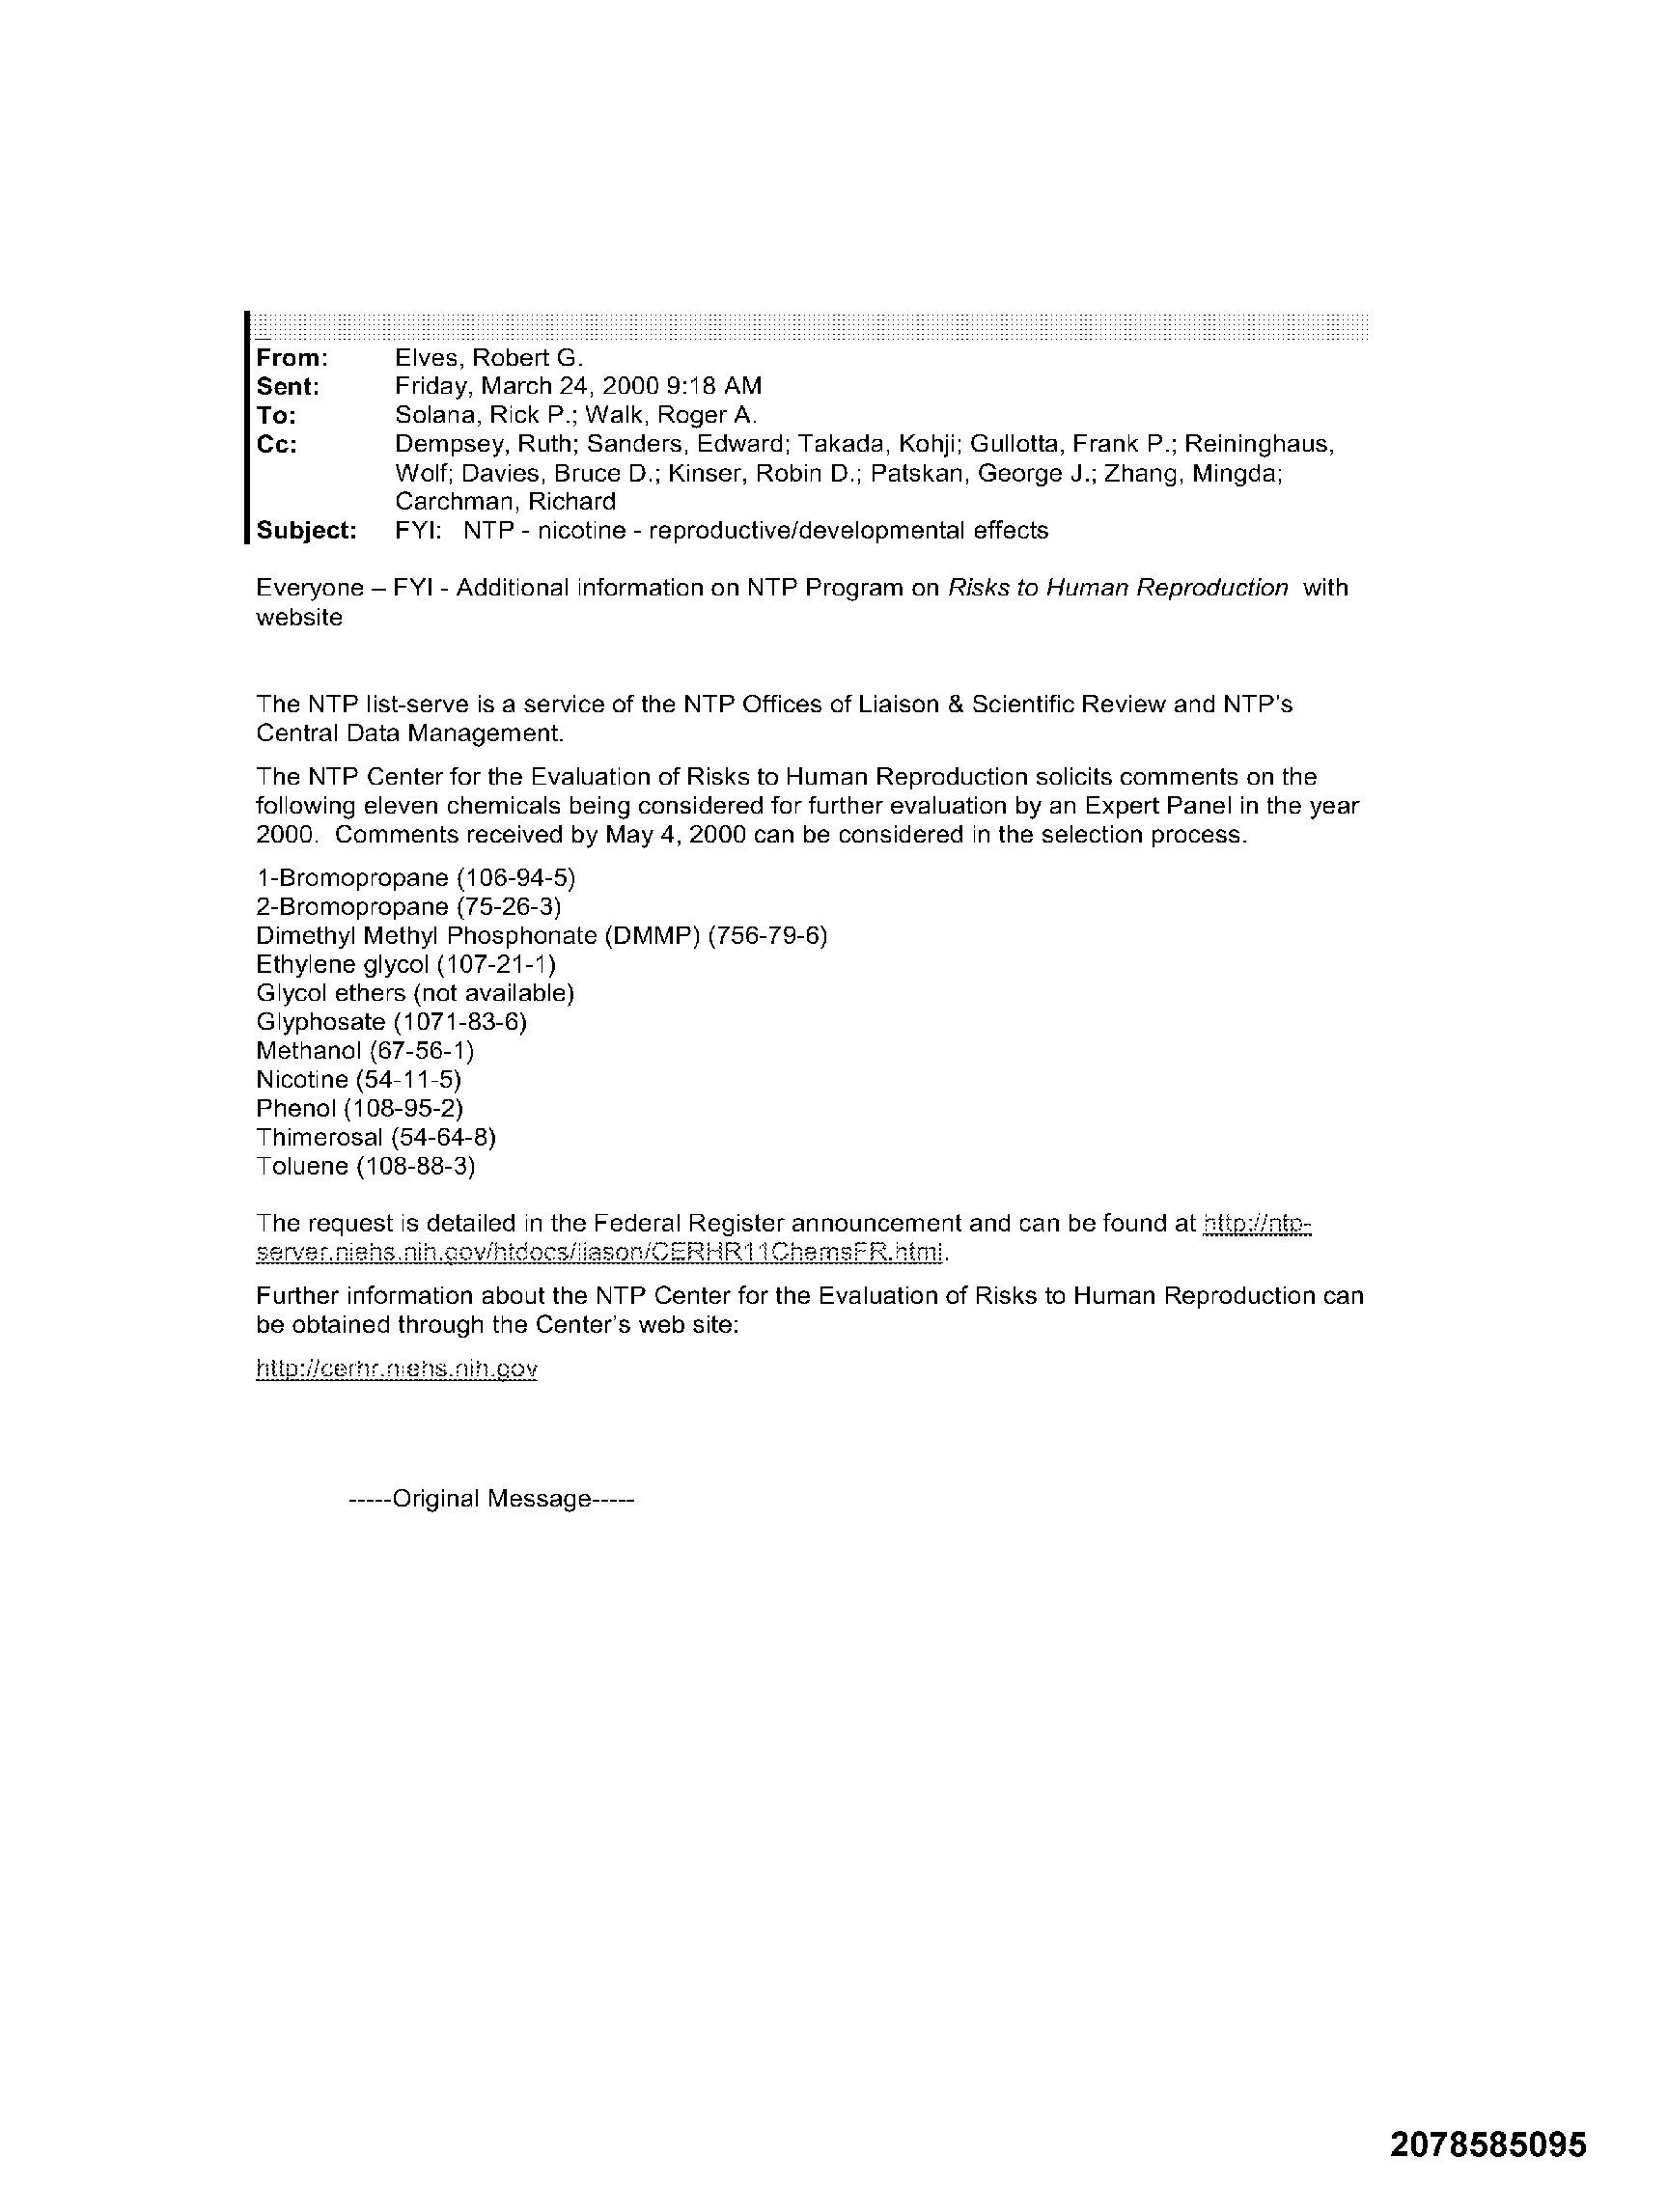 From: Elves, Robert G.
Sent: Friday, March 24, 2000 9:18 AM
To: Solana, Rick P.; Walk, Roger A.
Cc: Dempsey, Ruth; Sanders, Edward; Takada, Kohji; Gullotta, Frank P.; Reininghaus,
Wolf; Davies, Bruce D.; Kinser, Robin D.; Patskan, George J.; Zhang, Mingda;
Carchman, Richard
Subject: FYI: NTP - nicotine - reproductive/developmental effects
Everyone – FYI - Additional information on NTP Program on Risks to Human Reproduction with
website
The NTP list-serve is a service of the NTP Offices of Liaison & Scientific Review and NTP's
Central Data Management.
The NTP Center for the Evaluation of Risks to Human Reproduction solicits comments on the
following eleven chemicals being considered for further evaluation by an Expert Panel in the year
2000. Comments received by May 4, 2000 can be considered in the selection process.
1-Bromopropane (106-94-5)
2-Bromopropane (75-26-3)
Dimethyl Methyl Phosphonate (DMMP) (756-79-6)
Ethylene glycol (107-21-1)
Glycol ethers (not available)
Glyphosate (1071-83-6)
Methanol (67-56-1)
Nicotine (54-11-5)
Phenol (108-95-2)
Thimerosal (54-64-8)
Toluene (108-88-3)
The request is detailed in the Federal Register announcement and can be found at http://ntp-
server.niehs.nih.gov/htdocs/liason/CERHR11ChemsFR.html.
Further information about the NTP Center for the Evaluation of Risks to Human Reproduction can
be obtained through the Center's web site:
http://cerhr.niehs.nih.gov
-----Original Message-----
2078585095